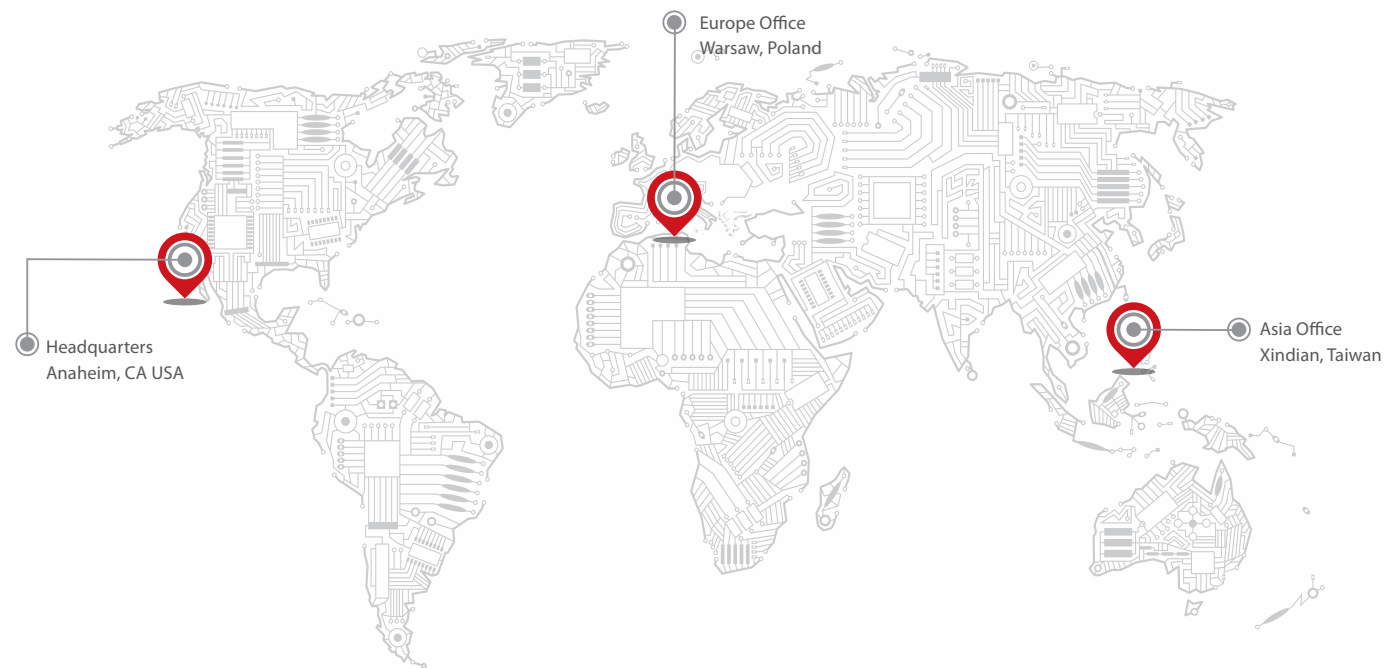 Europe Office
Warsaw, Poland
Headquarters
Anaheim, CA USA
Asia Office
Xindian, Taiwan